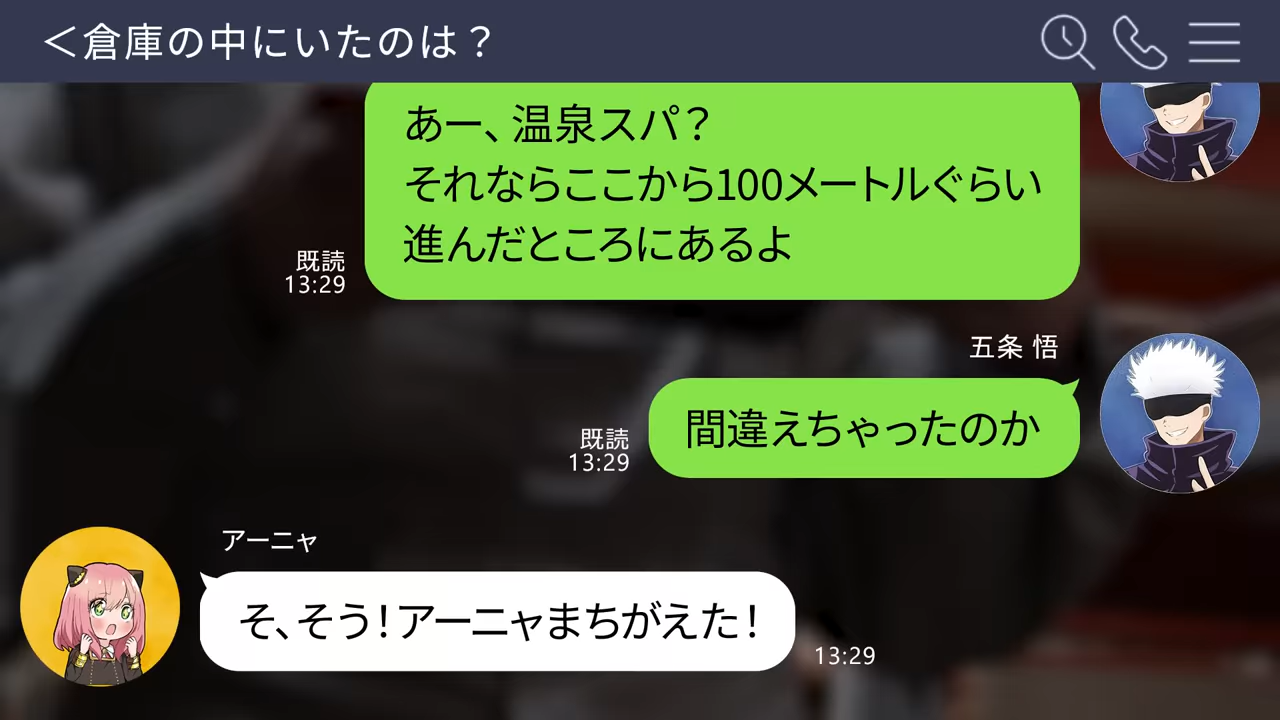 ＜倉庫の中にいたのは？
あー、温泉スパ？
それならここから100メートルぐらい
進んだところにあるよ
既読
13:29
五条 悟
間違えちゃったのか
既読
13:29
アーニャ
そ、そう！アーニャまちがえた！
13:29